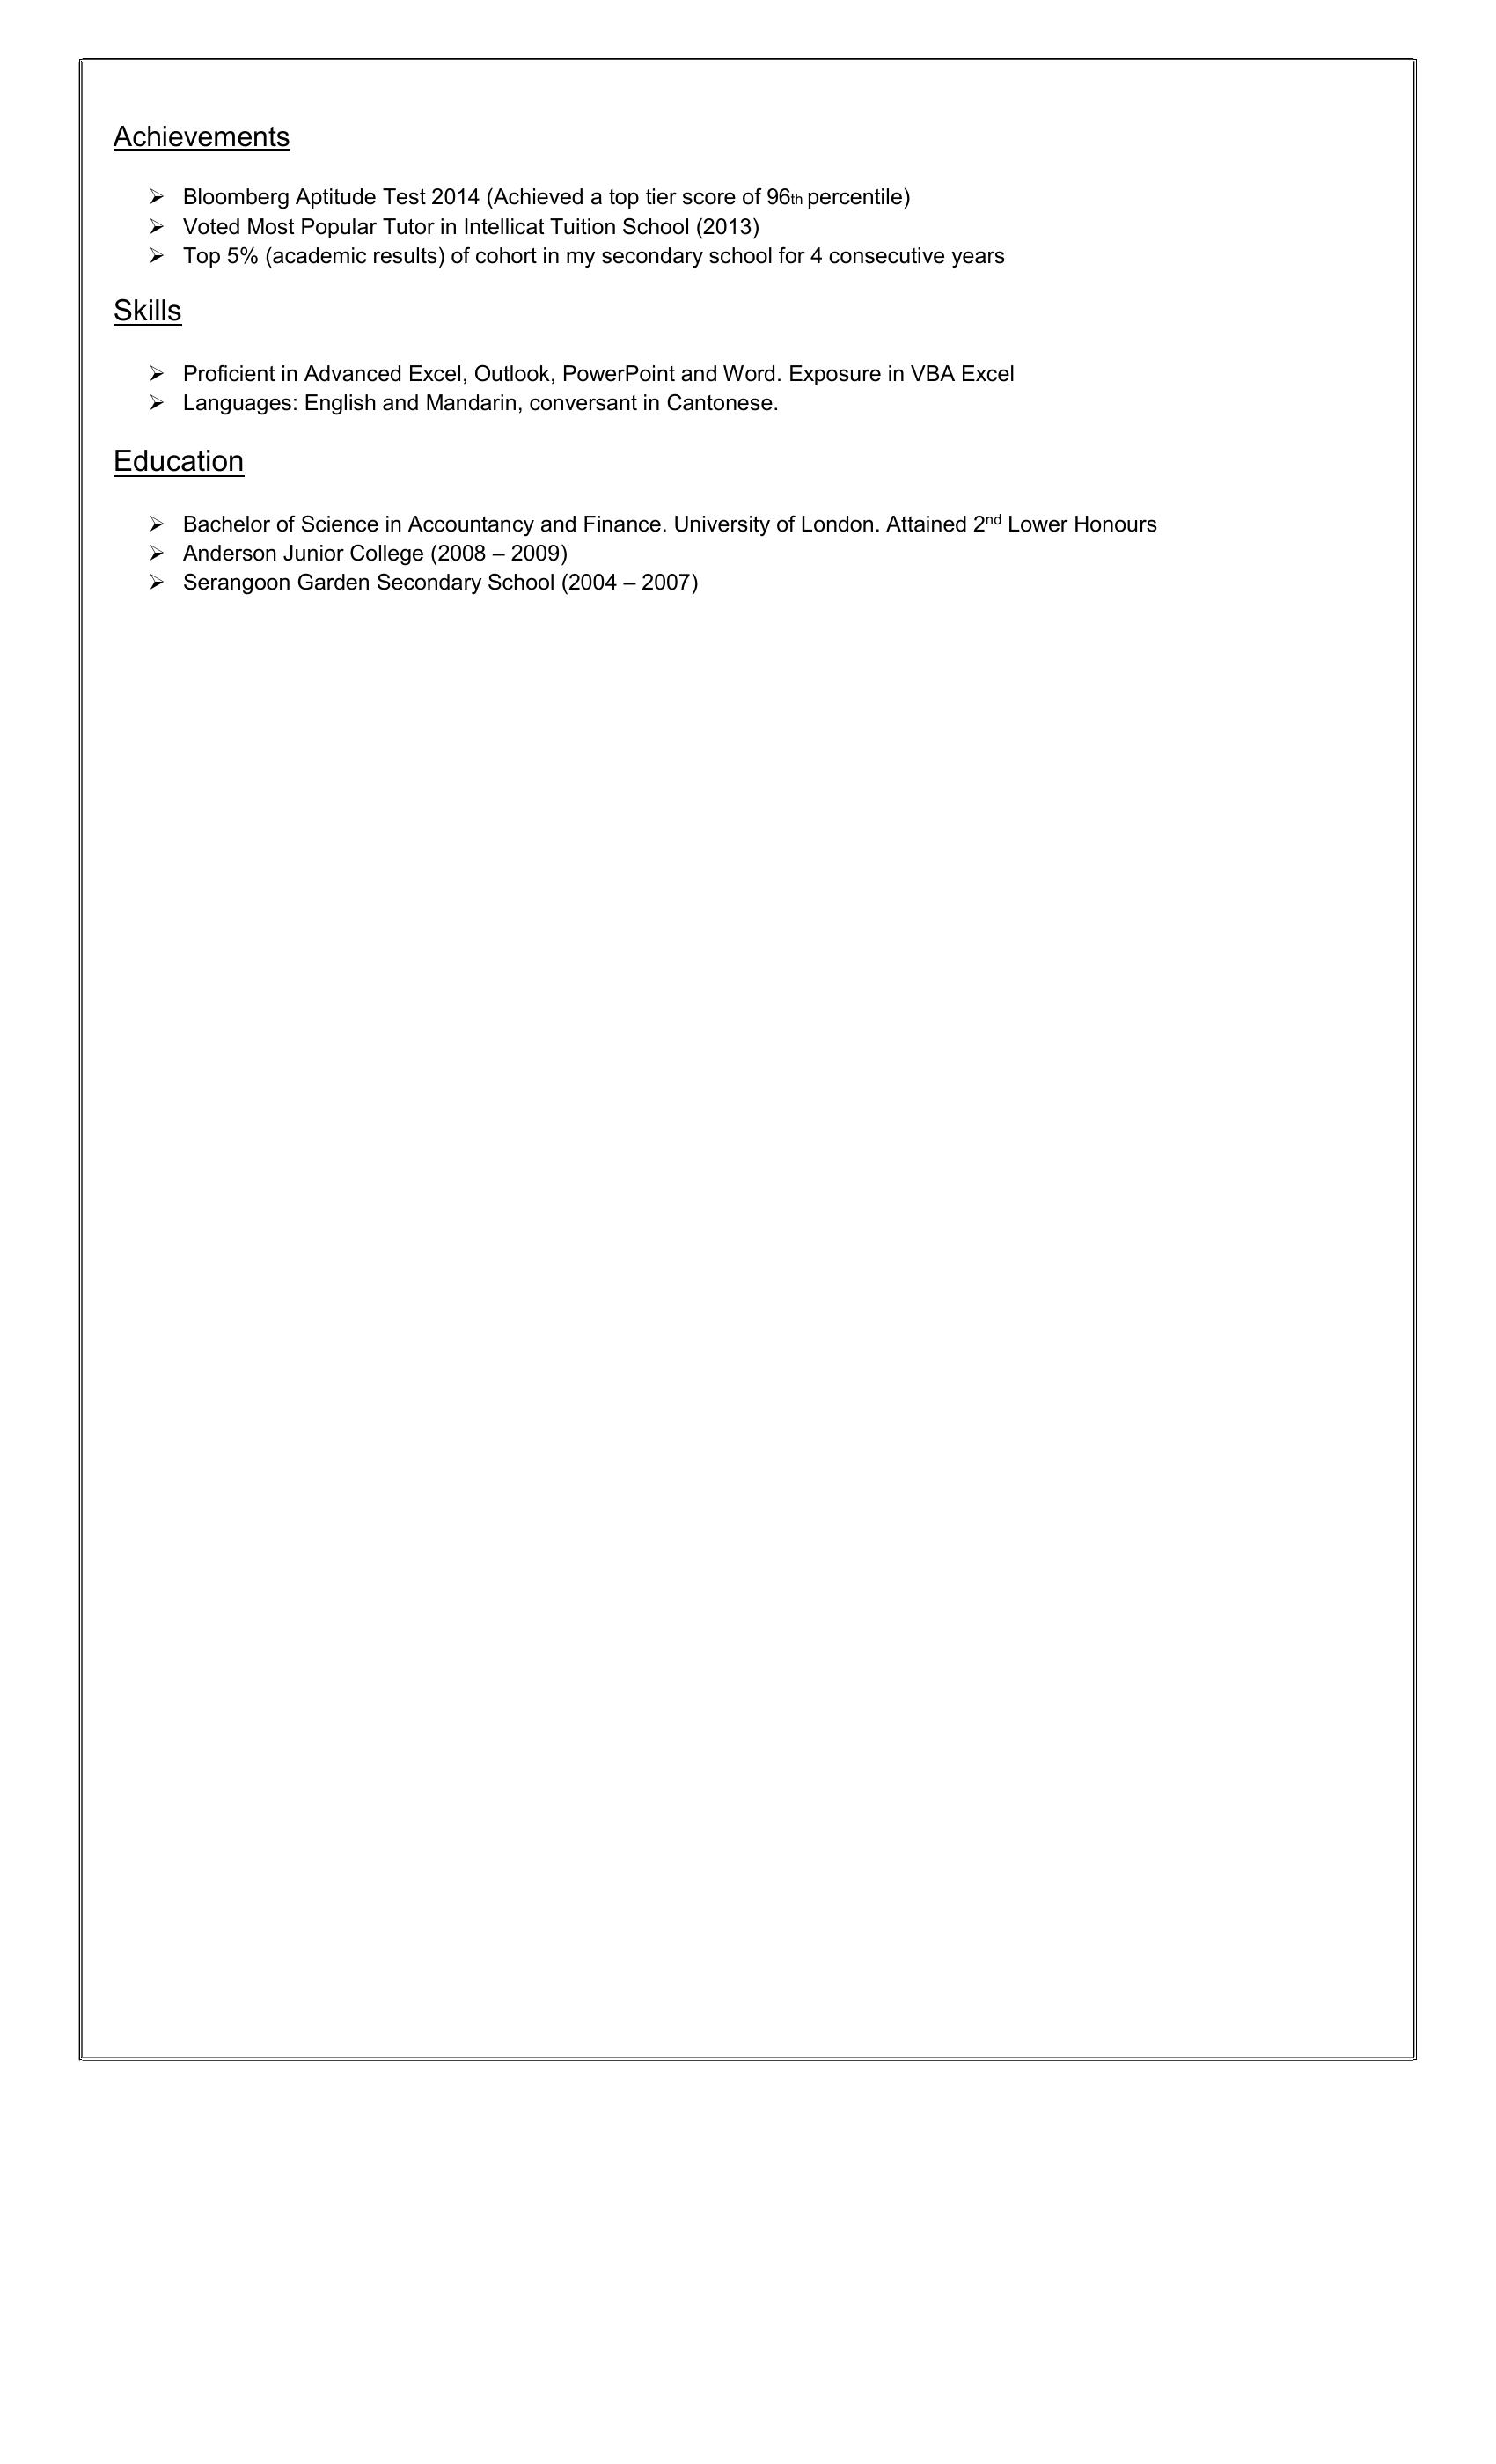 Achievements
➢ Bloomberg Aptitude Test 2014 (Achieved a top tier score of 96th percentile)
➢ Voted Most Popular Tutor in Intellicat Tuition School (2013)
➢ Top 5% (academic results) of cohort in my secondary school for 4 consecutive years
Skills
➢ Proficient in Advanced Excel, Outlook, PowerPoint and Word. Exposure in VBA Excel
➢ Languages: English and Mandarin, conversant in Cantonese.
Education
➢ Bachelor of Science in Accountancy and Finance. University of London. Attained 2nd Lower Honours
➢ Anderson Junior College (2008 – 2009)
➢ Serangoon Garden Secondary School (2004 – 2007)